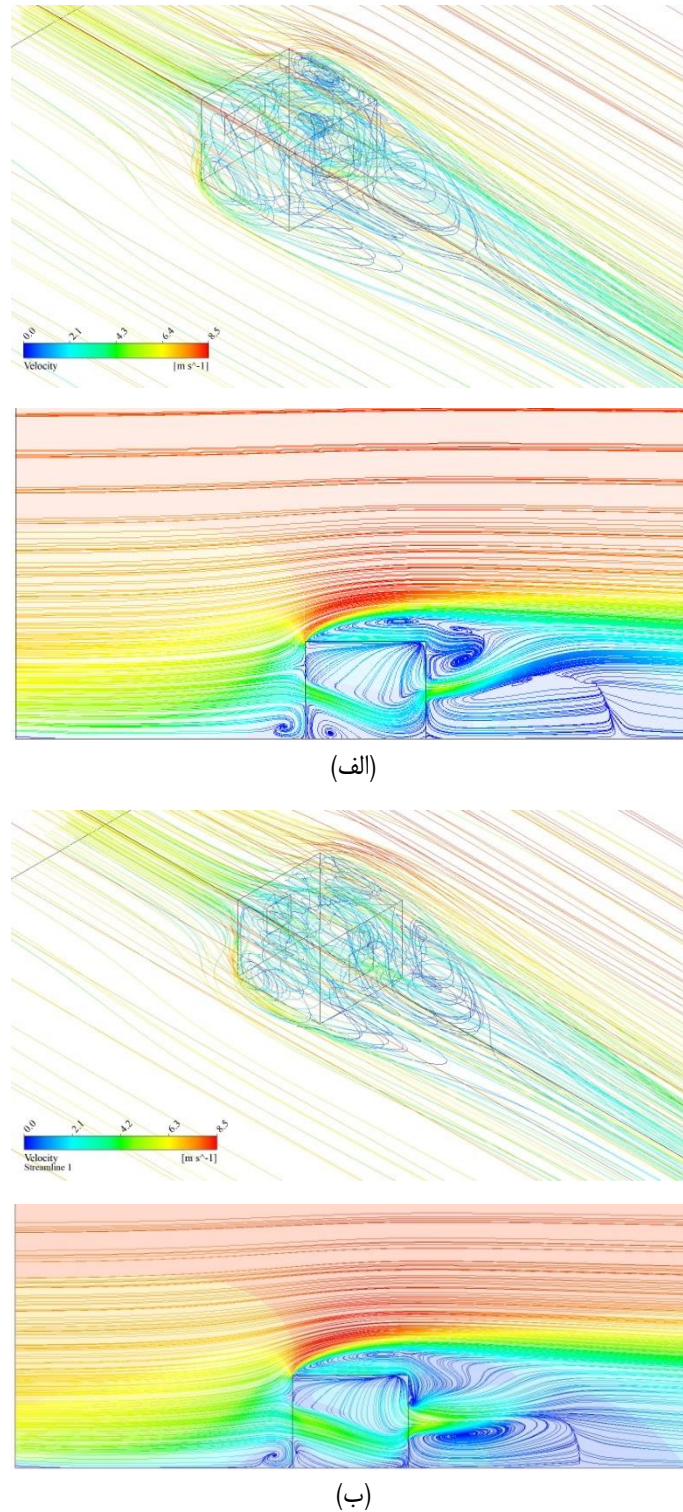 0.0 2.1 4.3 6.4 8.5
Velocity [m s^-1]
(الف)
0.0 2.1 4.2 6.3 8.5
Velocity [m s^-1]
Streamline 1
(ب)